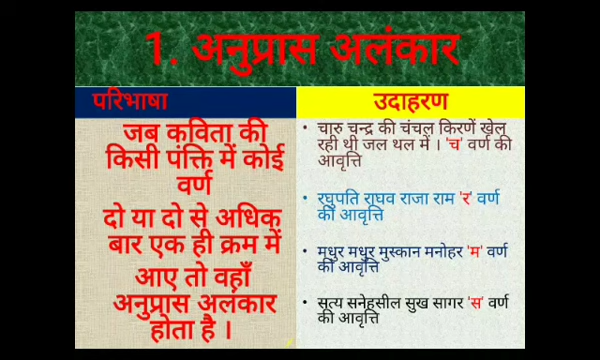 1. अनुप्रास अलंकार
परिभाषा
जब कविता की
किसी पंक्ति में कोई
वर्ण
दो या दो से अधिक
बार एक ही क्रम में
आए तो वहाँ
अनुप्रास अलंकार
होता है ।
उदाहरण
• चारु चन्द्र की चंचल किरणें खेल
रही थी जल थल में । 'च' वर्ण की
आवृत्ति
• रघुपति राघव राजा राम 'र' वर्ण
की आवृत्ति
• मधुर मधुर मुस्कान मनोहर 'म' वर्ण
की आवृत्ति
• सत्य सनेहसील सुख सागर 'स' वर्ण
की आवृत्ति